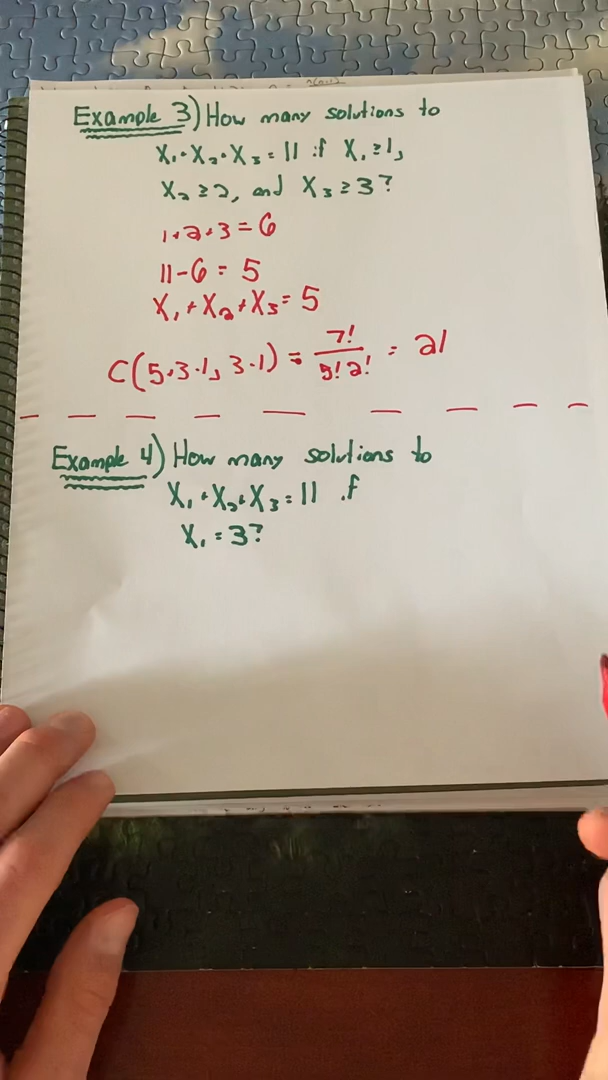 Example 3) How many solutions to
X₁+X₂+X₃=11 if X₁≥1,
X₂≥2, and X₃≥3?
1+2+3=6
11-6=5
X₁+X₂+X₃=5
C(5+3-1, 3-1) = 7!/5!2! = 21
Example 4) How many solutions to
X₁+X₂+X₃=11 if
X₁=3?